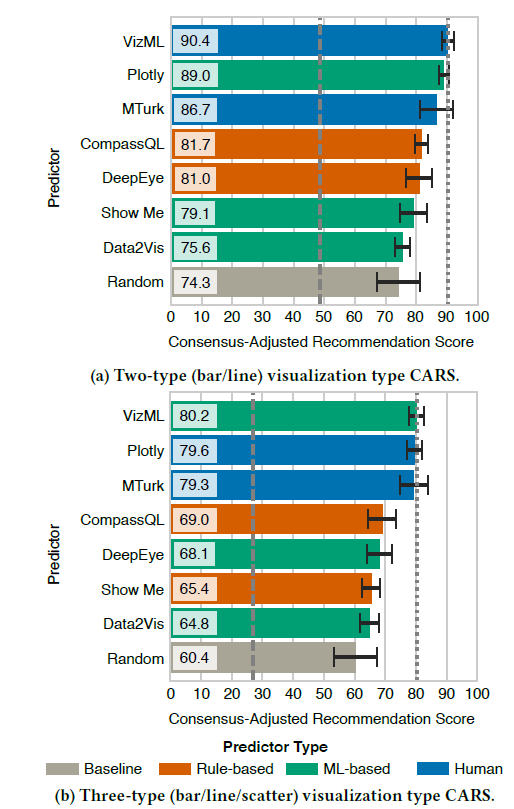 VizML 90.4
Plotly 89.0
MTurk 86.7
CompassQL 81.7
DeepEye 81.0
Show Me 79.1
Data2Vis 75.6
Random 74.3
Predictor
0 10 20 30 40 50 60 70 80 90 100
Consensus-Adjusted Recommendation Score
(a) Two-type (bar/line) visualization type CARS.
VizML 80.2
Plotly 79.6
MTurk 79.3
CompassQL 69.0
DeepEye 68.1
Show Me 65.4
Data2Vis 64.8
Random 60.4
Predictor
0 10 20 30 40 50 60 70 80 90 100
Consensus-Adjusted Recommendation Score
Predictor Type
Baseline Rule-based ML-based Human
(b) Three-type (bar/line/scatter) visualization type CARS.